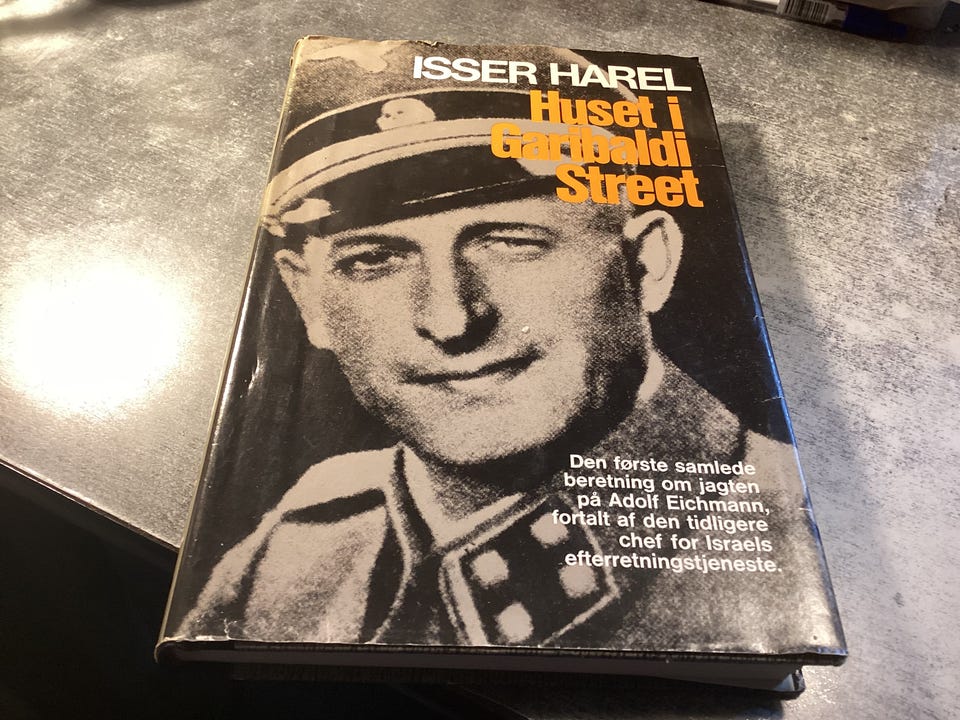 ISSER HAREL
Huset i
Garibaldi
Street
Den første samlede
beretning om jagten
på Adolf Eichmann,
fortalt af den tidligere
chef for Israels
efterretningstjeneste.